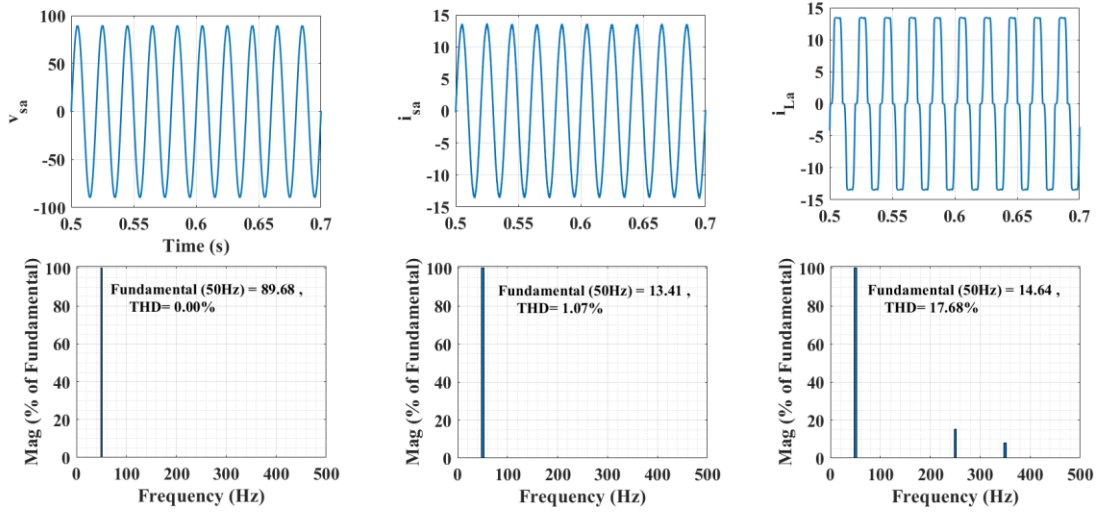 v_sa
100
50
0
-50
-100
0.5 0.55 0.6 0.65 0.7
Time (s)
i_sa
15
10
5
0
-5
-10
-15
0.5 0.55 0.6 0.65 0.7
i_La
15
10
5
0
-5
-10
-15
0.5 0.55 0.6 0.65 0.7
Mag (% of Fundamental)
100
80
60
40
20
0
Fundamental (50Hz) = 89.68 ,
THD= 0.00%
0 100 200 300 400 500
Frequency (Hz)
Mag (% of Fundamental)
100
80
60
40
20
0
Fundamental (50Hz) = 13.41 ,
THD= 1.07%
0 100 200 300 400 500
Frequency (Hz)
Mag (% of Fundamental)
100
80
60
40
20
0
Fundamental (50Hz) = 14.64 ,
THD= 17.68%
0 100 200 300 400 500
Frequency (Hz)